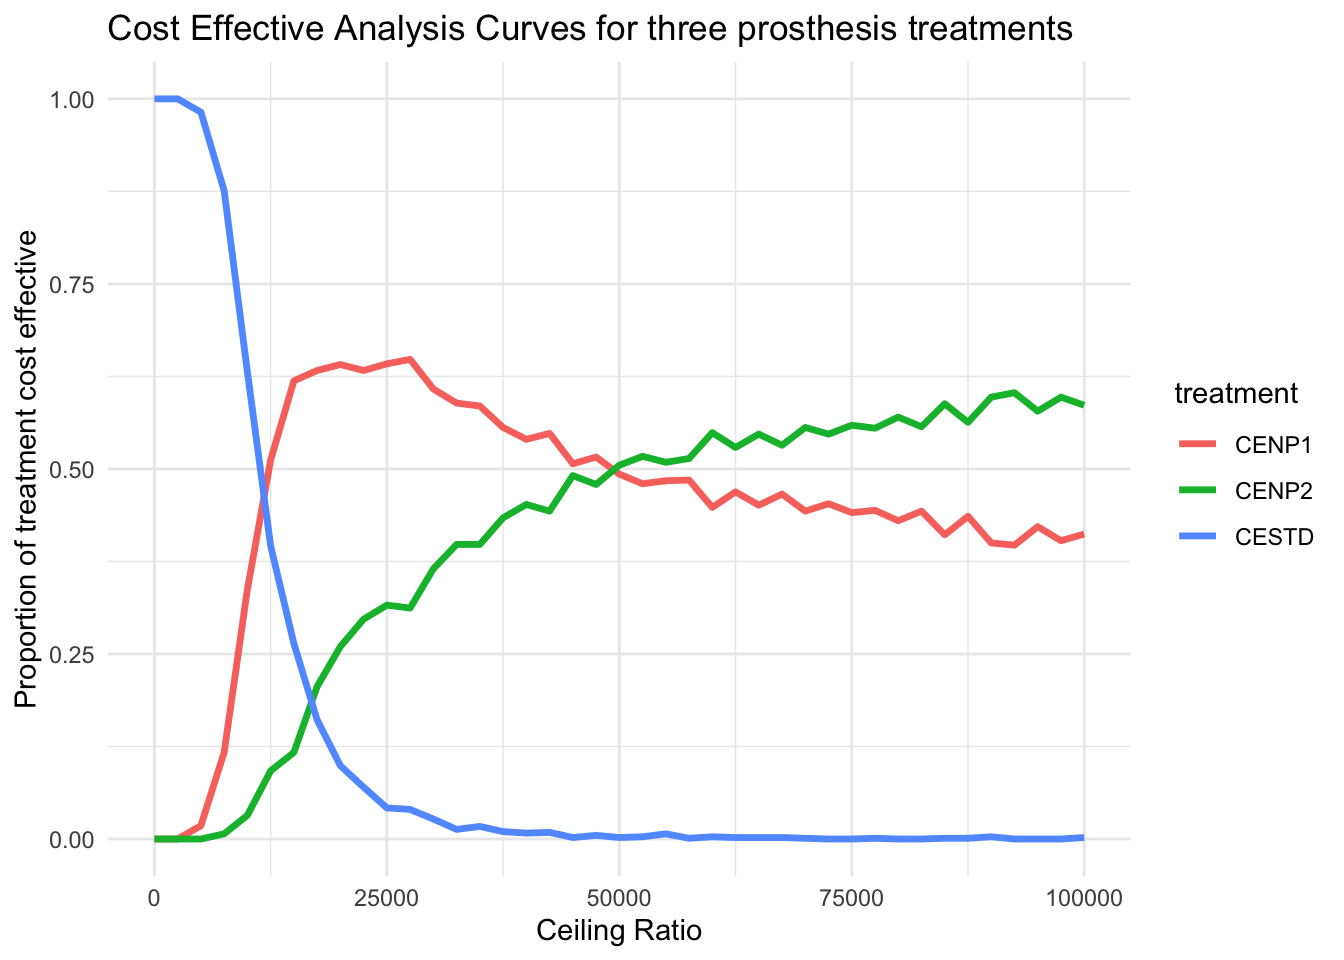 Cost Effective Analysis Curves for three prosthesis treatments
Proportion of treatment cost effective
1.00
0.75
0.50
0.25
0.00
0 25000 50000 75000 100000
Ceiling Ratio
treatment
CENP1
CENP2
CESTD